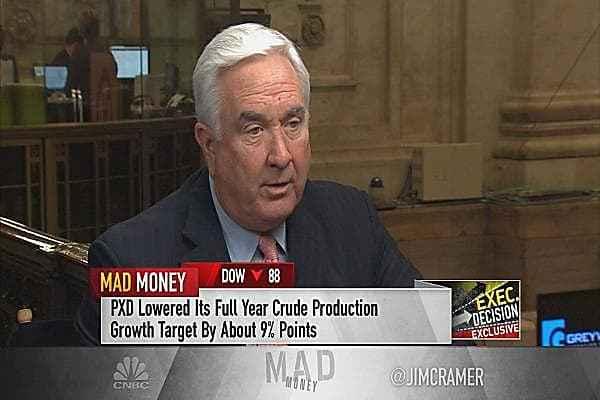 MAD MONEY DOW 88
PXD Lowered Its Full Year Crude Production
Growth Target By About 9% Points
EXEC.
DECISION
EXCLUSIVE
GREY
CNBC
MAD
MONEY
@JIMCRAMER